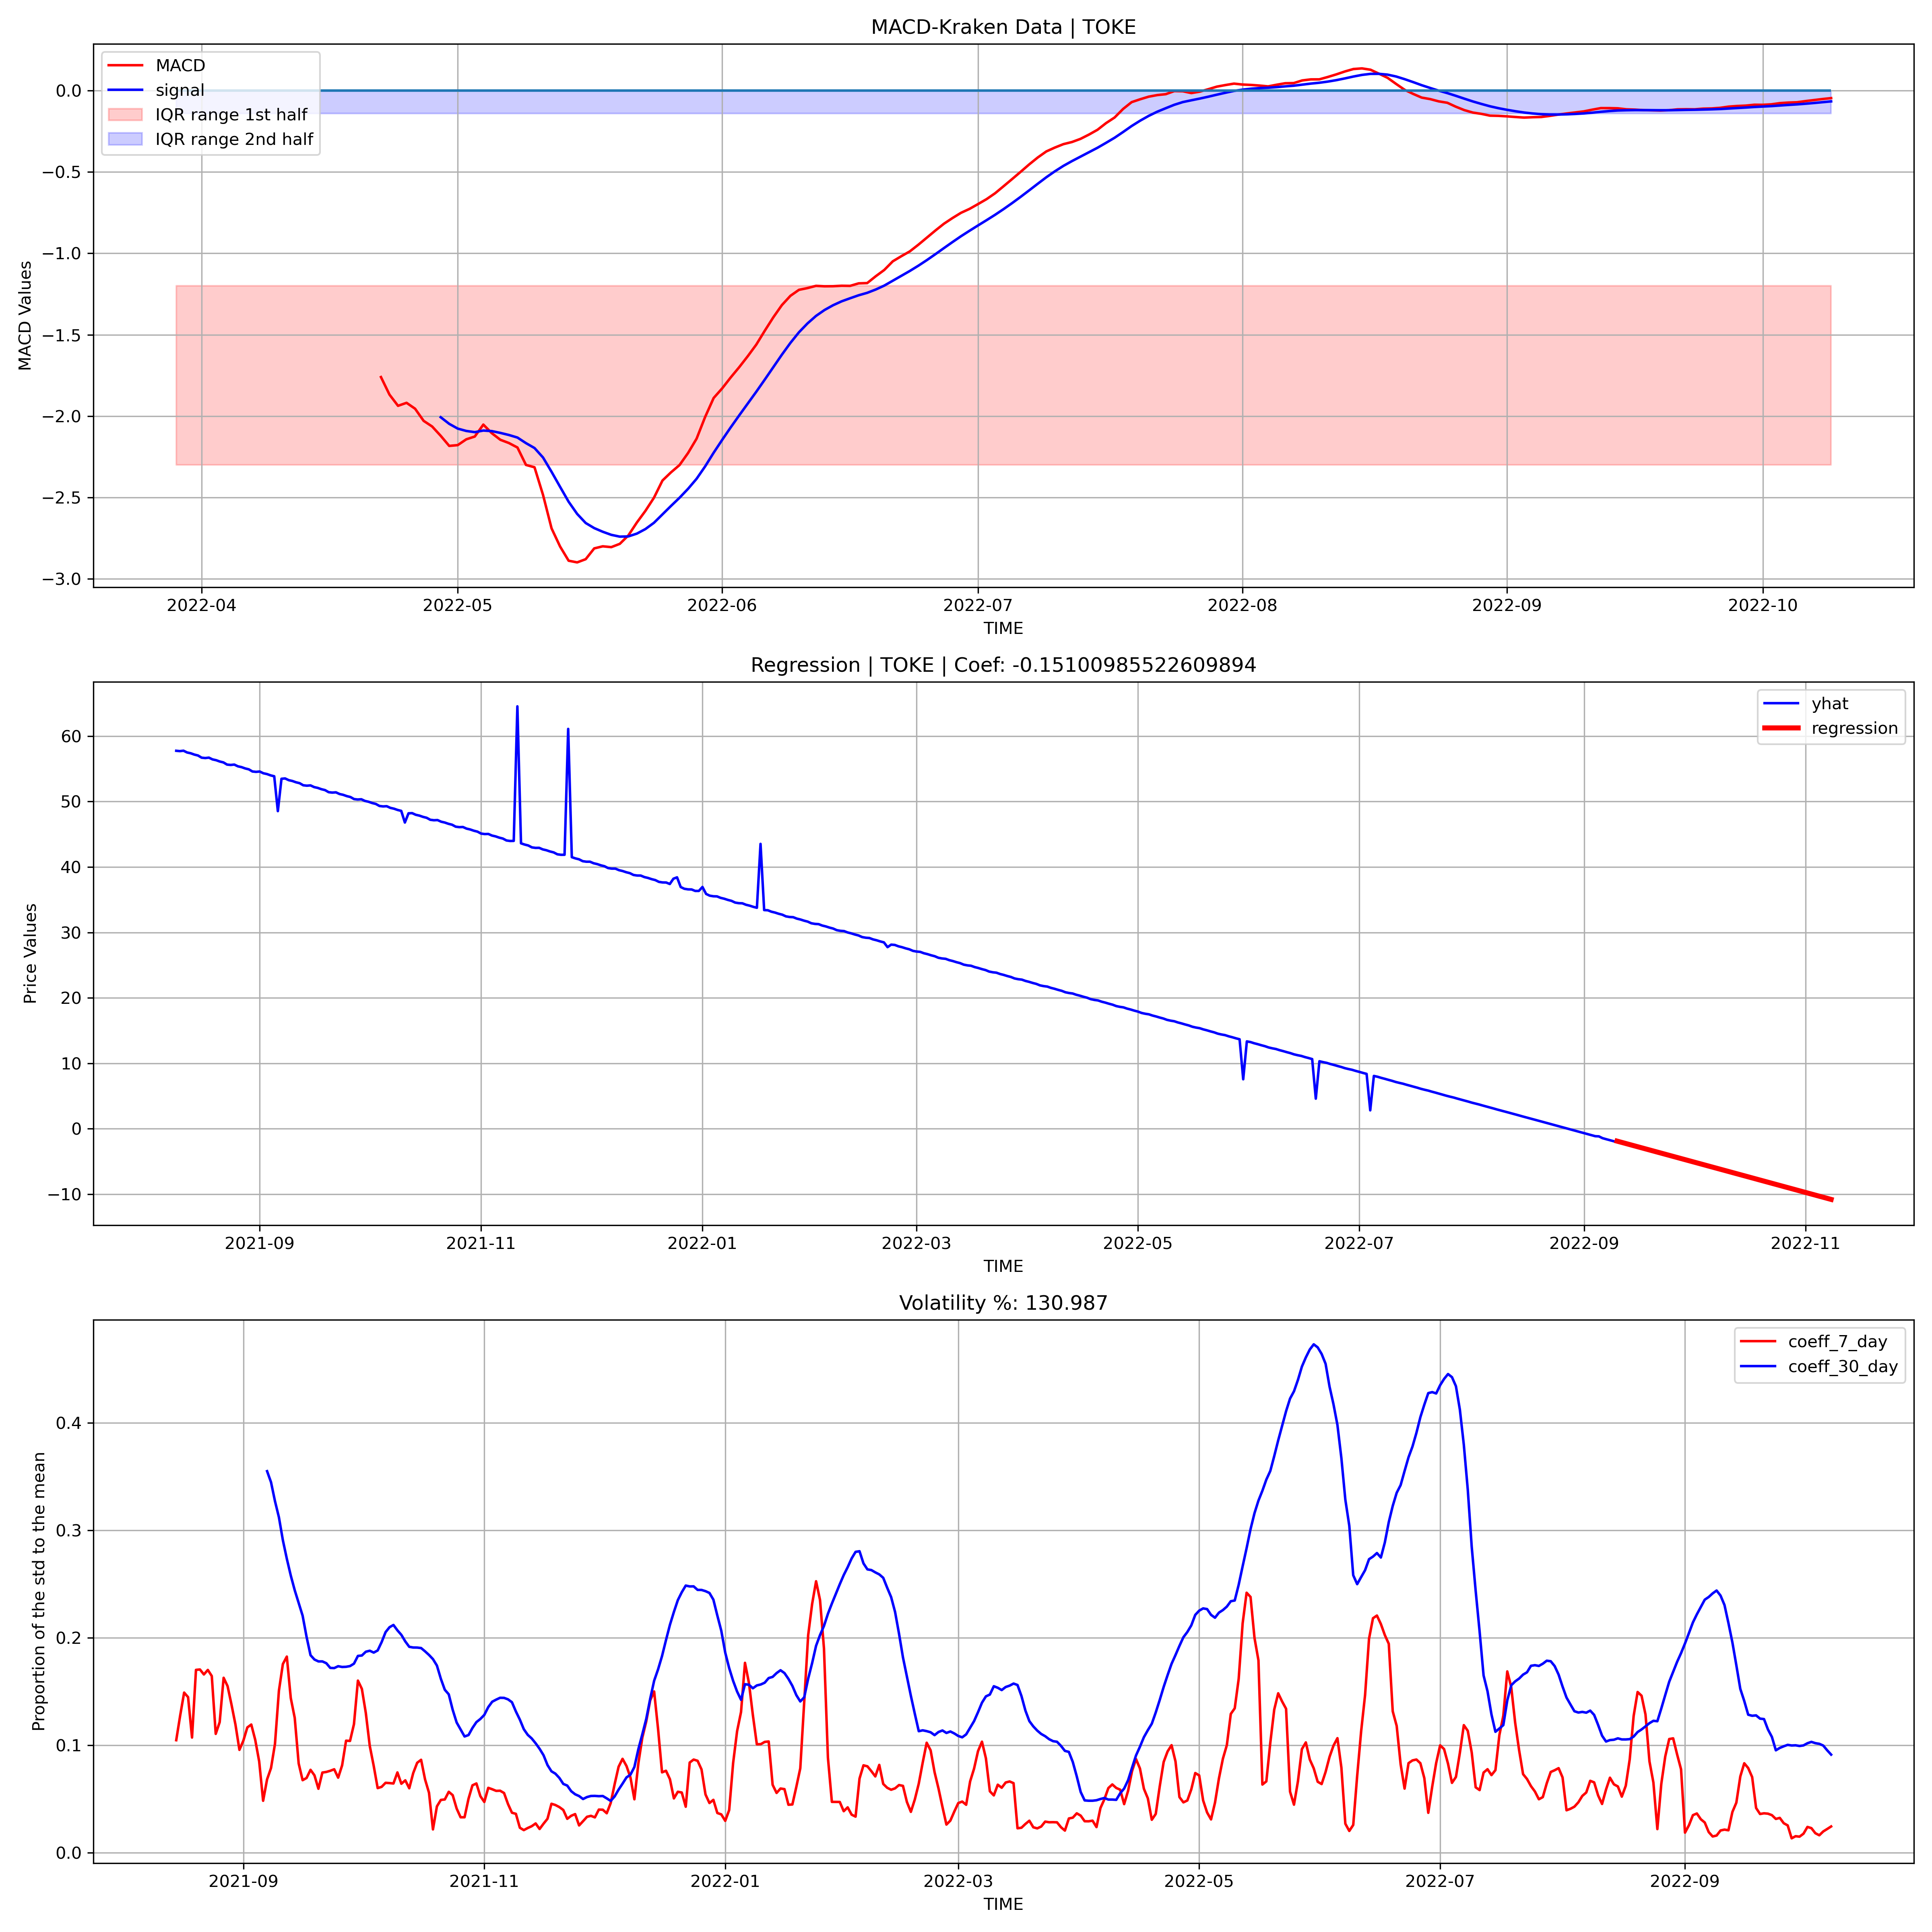 MACD-Kraken Data | TOKE
MACD
signal
IQR range 1st half
IQR range 2nd half
MACD Values
0.0
−0.5
−1.0
−1.5
−2.0
−2.5
−3.0
2022-04 2022-05 2022-06 2022-07 2022-08 2022-09 2022-10
TIME
Regression | TOKE | Coef: -0.15100985522609894
yhat
regression
Price Values
60
50
40
30
20
10
0
−10
2021-09 2021-11 2022-01 2022-03 2022-05 2022-07 2022-09 2022-11
TIME
Volatility %: 130.987
coeff_7_day
coeff_30_day
Proportion of the std to the mean
0.4
0.3
0.2
0.1
0.0
2021-09 2021-11 2022-01 2022-03 2022-05 2022-07 2022-09
TIME